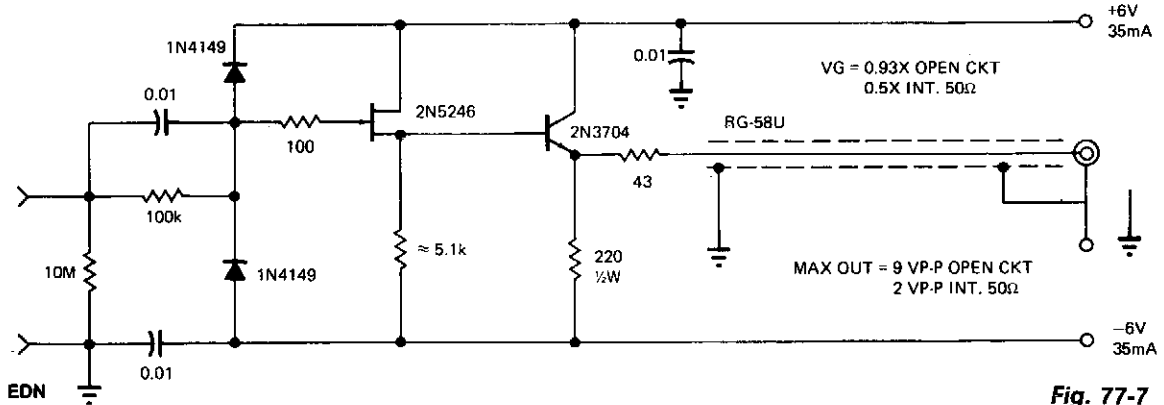 +6V
35mA
1N4149
0.01
VG = 0.93X OPEN CKT
0.5X INT. 50Ω
0.01
2N5246
2N3704
RG-58U
100
43
100k
≈ 5.1k
10M
1N4149
220
½W
MAX OUT = 9 VP-P OPEN CKT
2 VP-P INT. 50Ω
0.01
−6V
35mA
EDN
Fig. 77-7